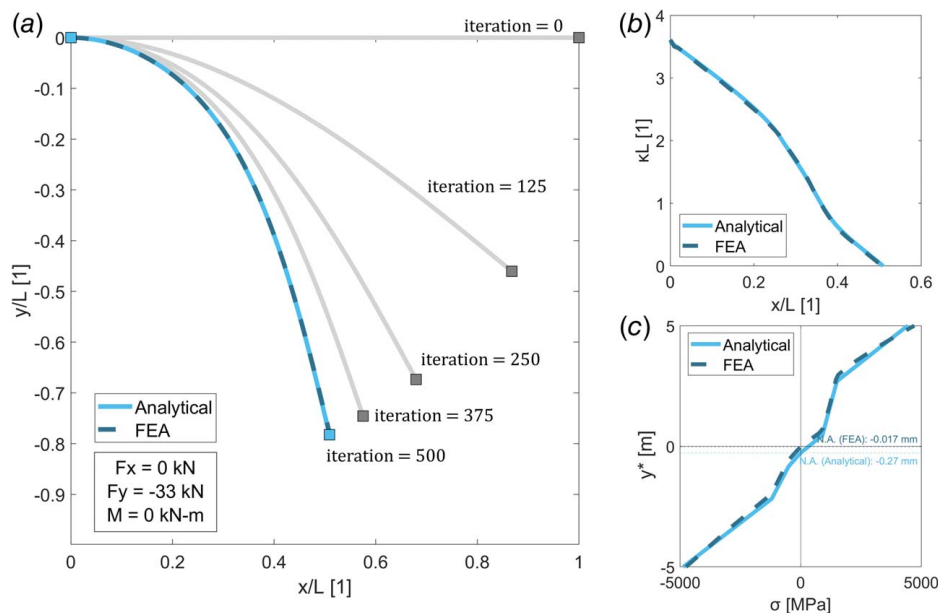 (a)
iteration = 0
iteration = 125
iteration = 250
iteration = 375
iteration = 500
0
-0.1
-0.2
-0.3
-0.4
-0.5
-0.6
-0.7
-0.8
-0.9
y/L [1]
Analytical
FEA
Fx = 0 kN
Fy = -33 kN
M = 0 kN-m
0
0.2
0.4
0.6
0.8
1
x/L [1]
(b)
4
3
2
1
0
κL [1]
Analytical
FEA
0
0.2
0.4
0.6
x/L [1]
(c)
5
0
-5
y* [m]
Analytical
FEA
N.A. (FEA): -0.017 mm
N.A. (Analytical): -0.27 mm
-5000
0
5000
σ [MPa]